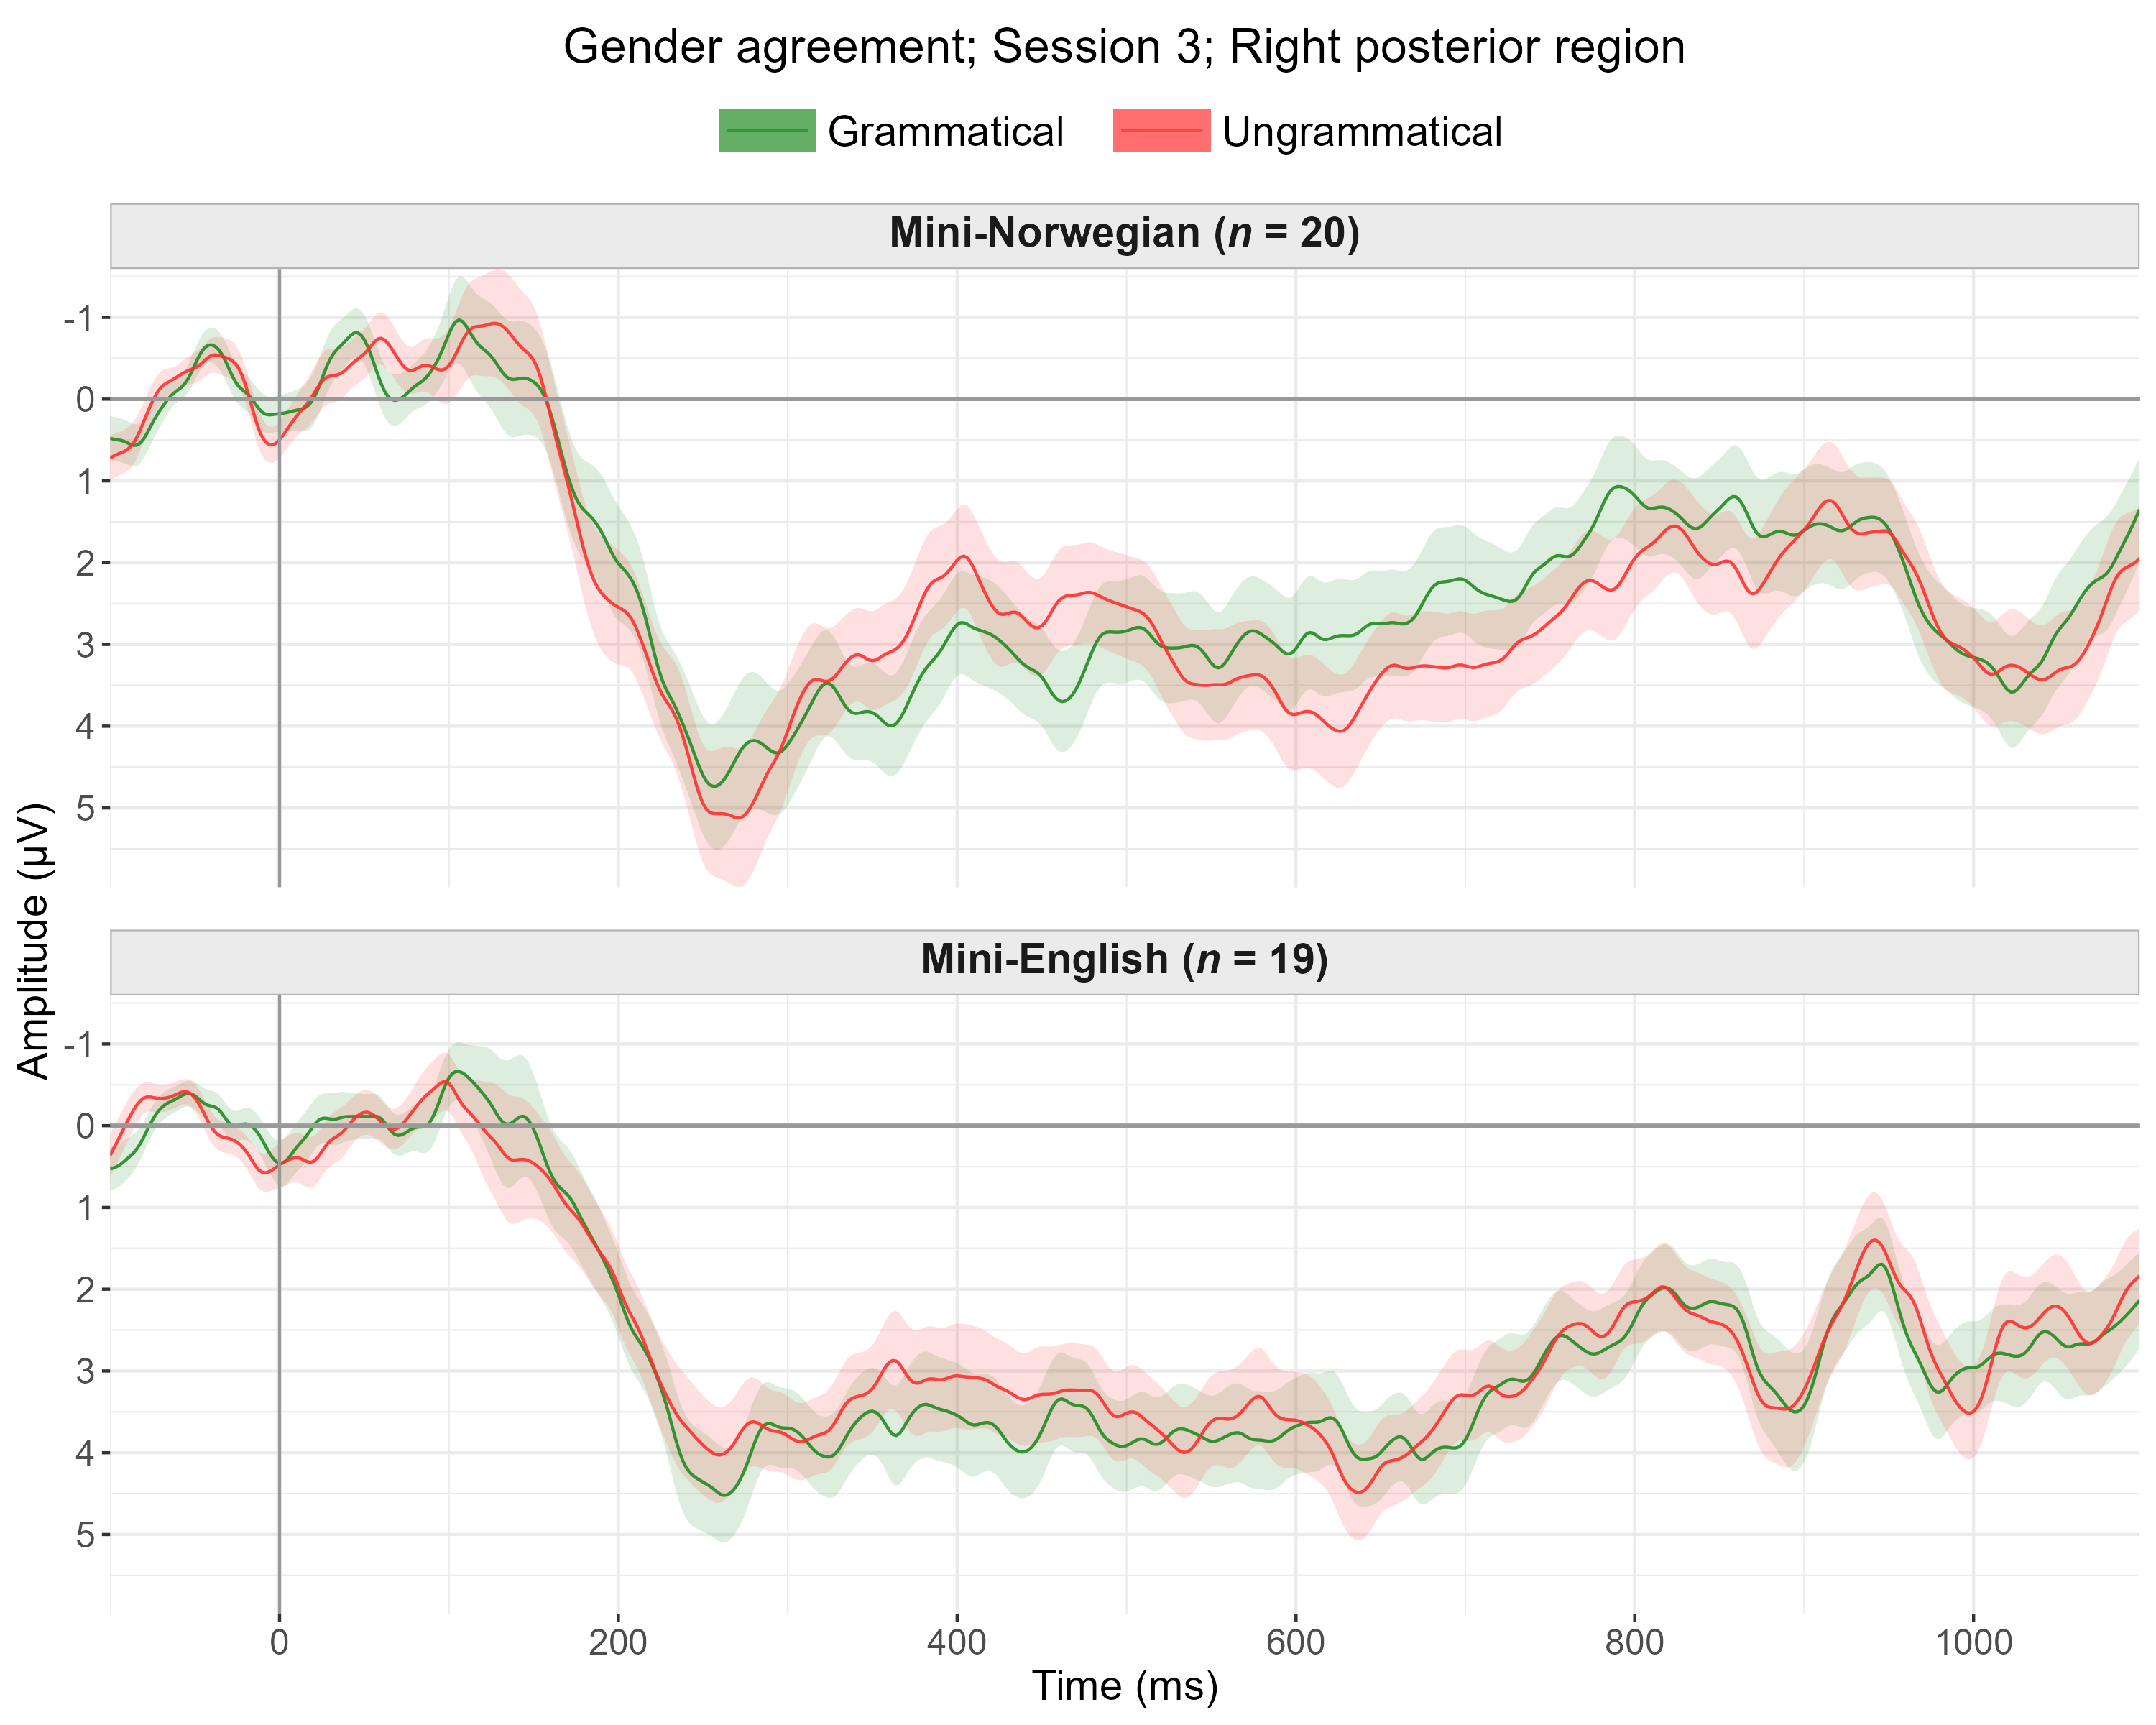 Gender agreement; Session 3; Right posterior region
Grammatical Ungrammatical
Mini-Norwegian (n = 20)
-1
0
1
2
3
4
5
Mini-English (n = 19)
-1
0
1
2
3
4
5
Amplitude (µV)
0 200 400 600 800 1000
Time (ms)